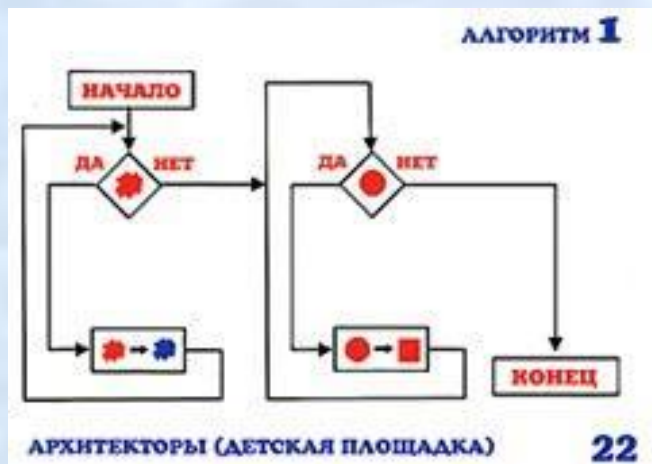 АЛГОРИТМ 1
НАЧАЛО
ДА НЕТ
ДА НЕТ
КОНЕЦ
АРХИТЕКТОРЫ (ДЕТСКАЯ ПЛОЩАДКА) 22